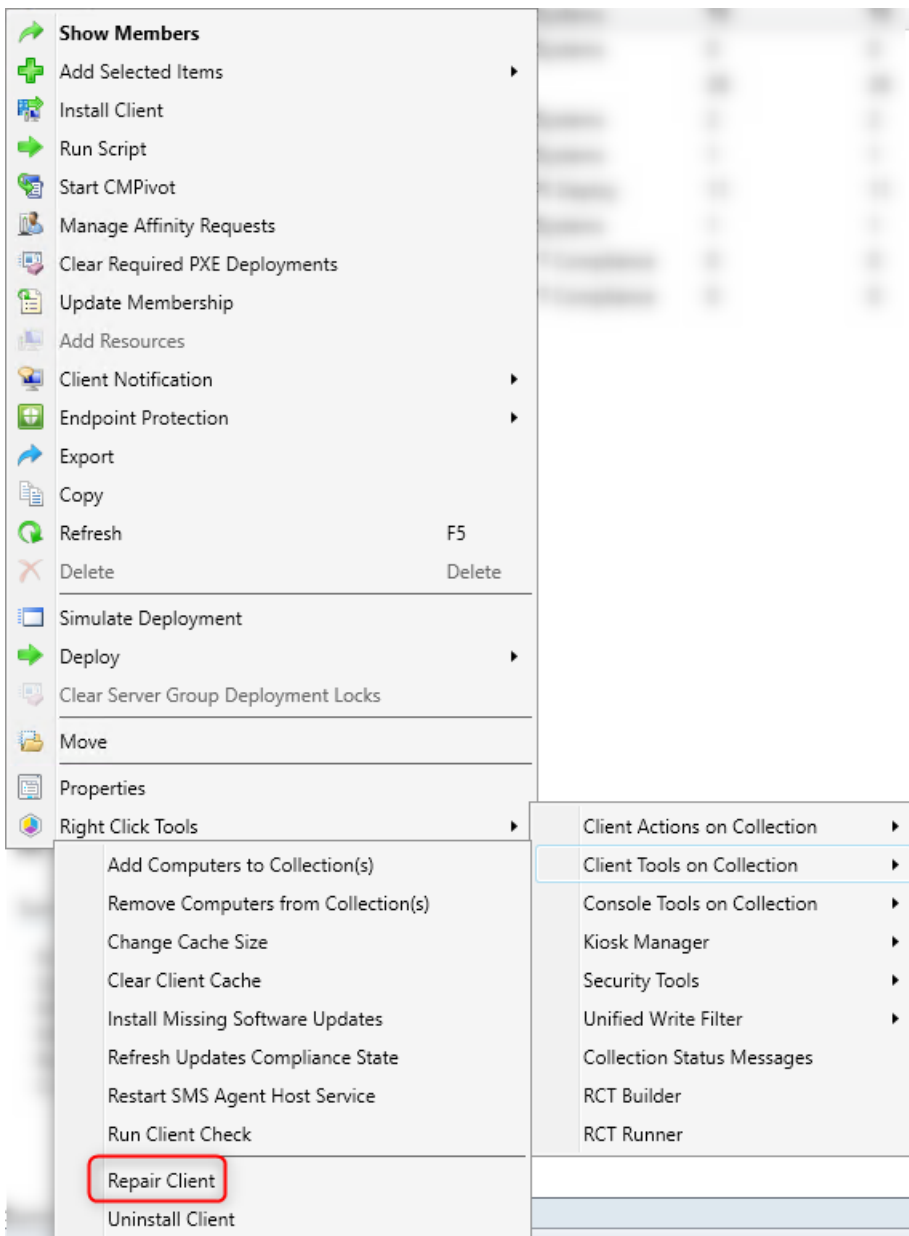 Show Members
Add Selected Items
Install Client
Run Script
Start CMPivot
Manage Affinity Requests
Clear Required PXE Deployments
Update Membership
Add Resources
Client Notification
Endpoint Protection
Export
Copy
Refresh F5
Delete Delete
Simulate Deployment
Deploy
Clear Server Group Deployment Locks
Move
Properties
Right Click Tools
Client Actions on Collection
Client Tools on Collection
Console Tools on Collection
Kiosk Manager
Security Tools
Unified Write Filter
Collection Status Messages
RCT Builder
RCT Runner
Add Computers to Collection(s)
Remove Computers from Collection(s)
Change Cache Size
Clear Client Cache
Install Missing Software Updates
Refresh Updates Compliance State
Restart SMS Agent Host Service
Run Client Check
Repair Client
Uninstall Client